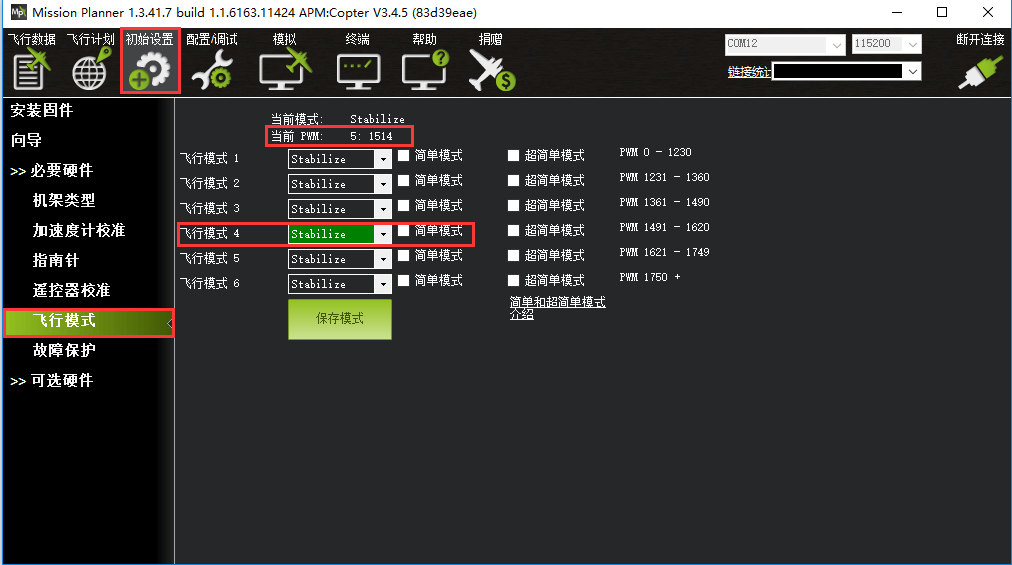 Mp Mission Planner 1.3.41.7 build 1.1.6163.11424 APM:Copter V3.4.5 (83d39eae)
飞行数据 飞行计划 初始设置 配置/调试 模拟 终端 帮助 捐赠 COM12 115200 断开连接
链接统计
安装固件
向导
>> 必要硬件
机架类型
加速度计校准
指南针
遥控器校准
飞行模式
故障保护
>> 可选硬件
当前模式: Stabilize
当前 PWM: 5: 1514
飞行模式 1 Stabilize 简单模式 超简单模式 PWM 0 - 1230
飞行模式 2 Stabilize 简单模式 超简单模式 PWM 1231 - 1360
飞行模式 3 Stabilize 简单模式 超简单模式 PWM 1361 - 1490
飞行模式 4 Stabilize 简单模式 超简单模式 PWM 1491 - 1620
飞行模式 5 Stabilize 简单模式 超简单模式 PWM 1621 - 1749
飞行模式 6 Stabilize 简单模式 超简单模式 PWM 1750 +
保存模式
简单和超简单模式
介绍